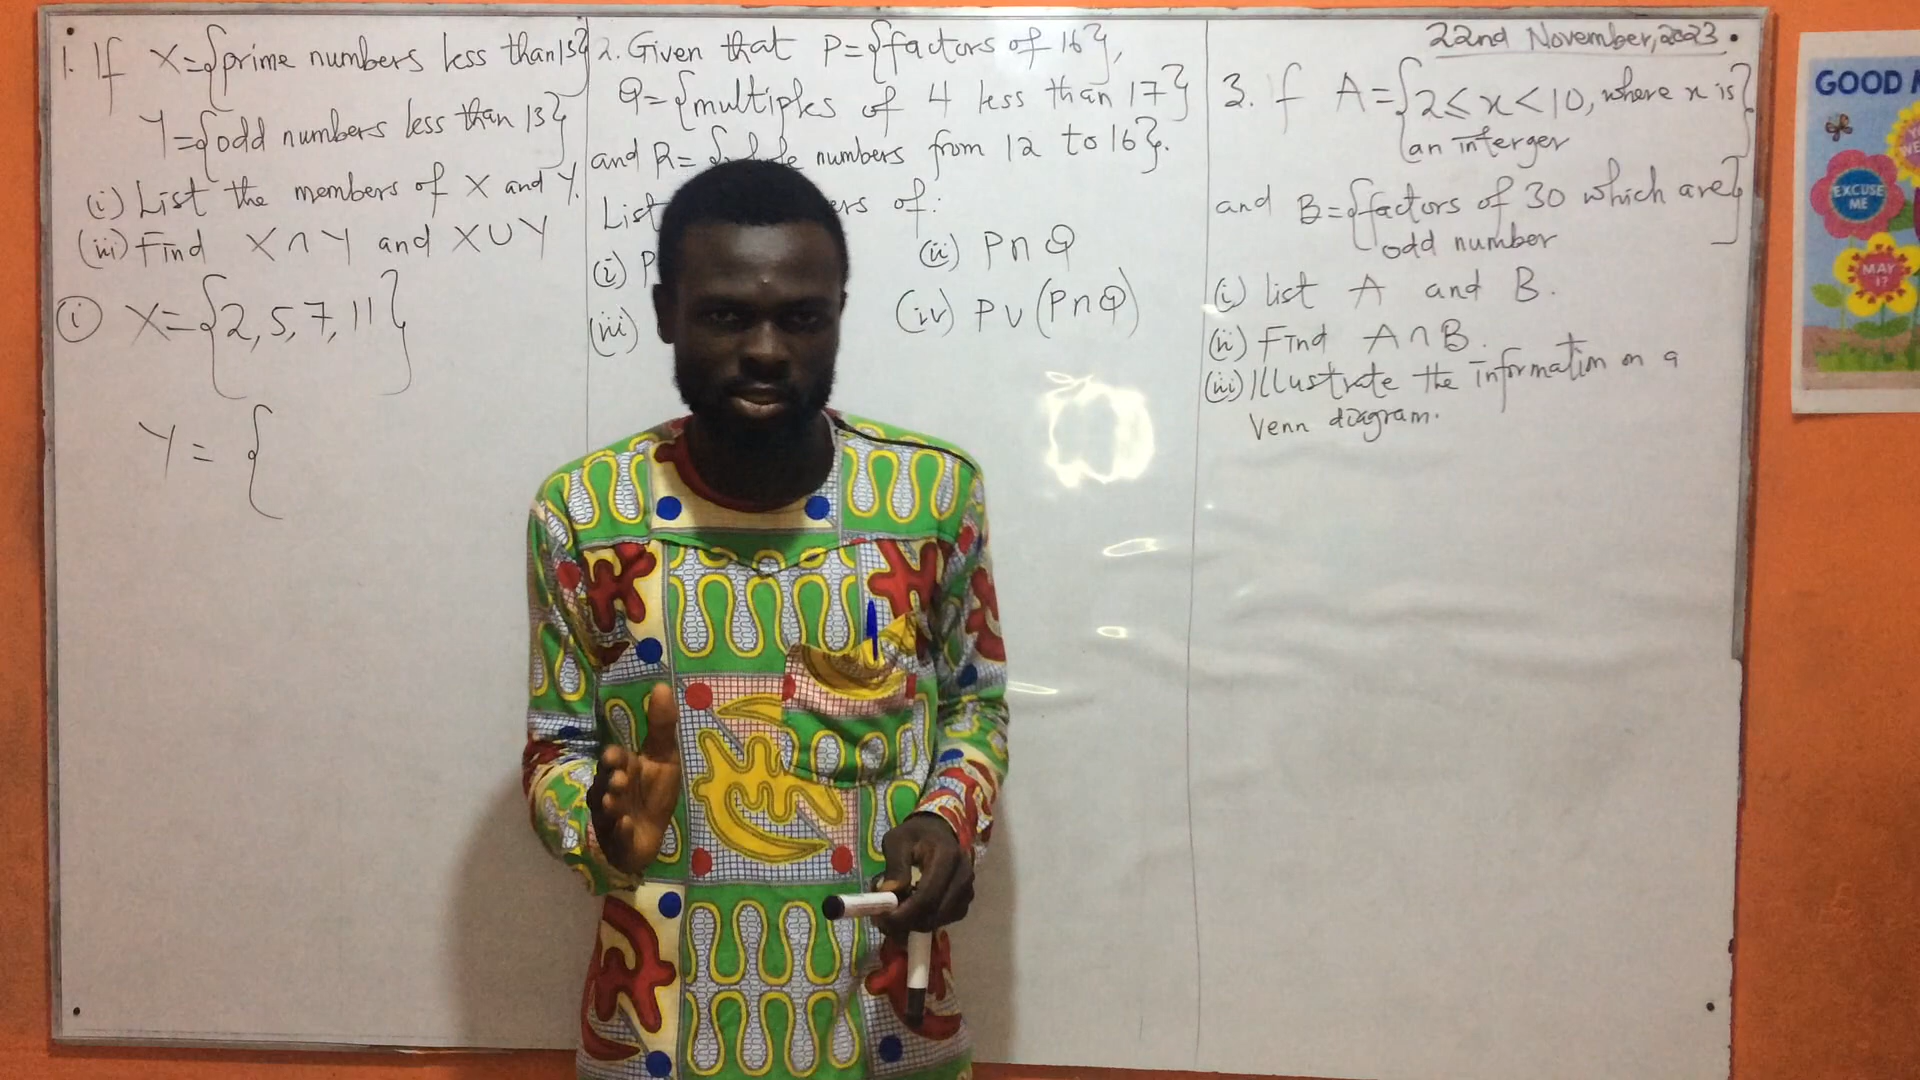 1. If X={prime numbers less than 13}
Y={odd numbers less than 13}
(i) List the members of X and Y.
(ii) Find X∩Y and X∪Y
(i) X={2, 5, 7, 11}
Y = {
2. Given that P={factors of 16},
Q={multiples of 4 less than 17}
and R={ numbers from 12 to 16}.
List of:
(i) P (ii) P∩Q
(iii) (iv) P∪(P∩Q)
22nd November, 2023.
3. f A={2≤x<10, where x is}
an interger
and B={factors of 30 which are}
odd number
(i) list A and B.
(ii) Find A∩B.
(iii) Illustrate the information on a
Venn diagram.
GOOD
EXCUSE
ME
MAY
I?